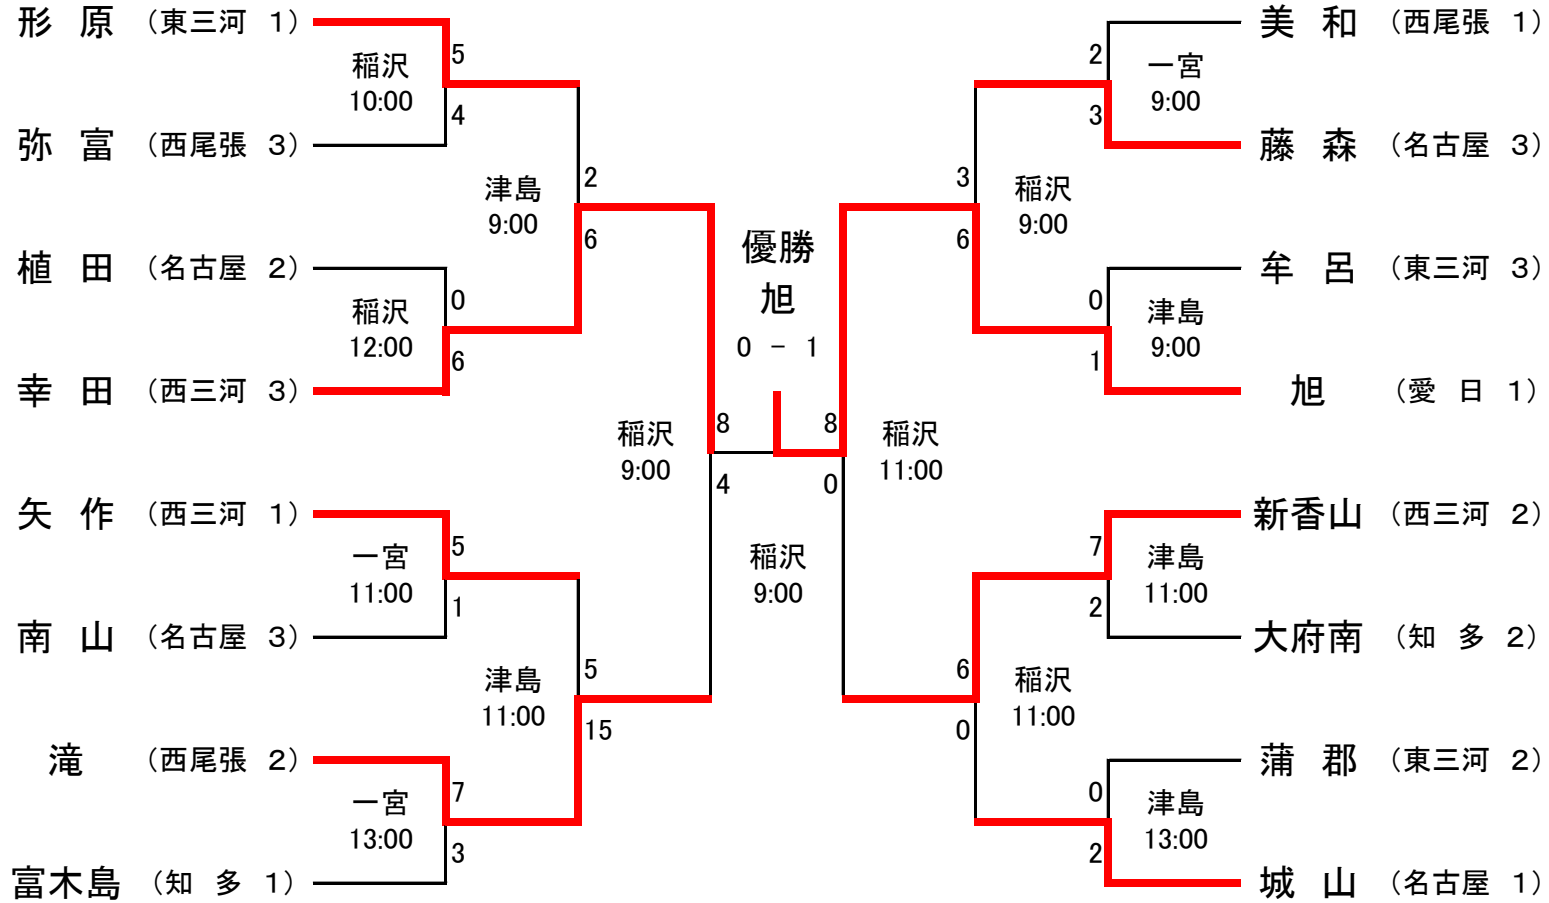 形 原 （東三河 1）
5
稲沢
10:00
4
弥 富 （西尾張 3）
津島
9:00
2
6
植 田 （名古屋 2）
0
稲沢
12:00
6
幸 田 （西三河 3）
稲沢
9:00
8
4
矢 作 （西三河 1）
5
一宮
11:00
1
南 山 （名古屋 3）
津島
11:00
5
15
滝 （西尾張 2）
7
一宮
13:00
3
富木島 （知 多 1）
優勝
旭
0 － 1
稲沢
9:00
美 和 （西尾張 1）
2
一宮
9:00
3
藤 森 （名古屋 3）
3
稲沢
9:00
6
牟 呂 （東三河 3）
0
津島
9:00
1
旭 （愛 日 1）
8
稲沢
11:00
0
新香山 （西三河 2）
7
津島
11:00
2
大府南 （知 多 2）
6
稲沢
11:00
0
蒲 郡 （東三河 2）
0
津島
13:00
2
城 山 （名古屋 1）